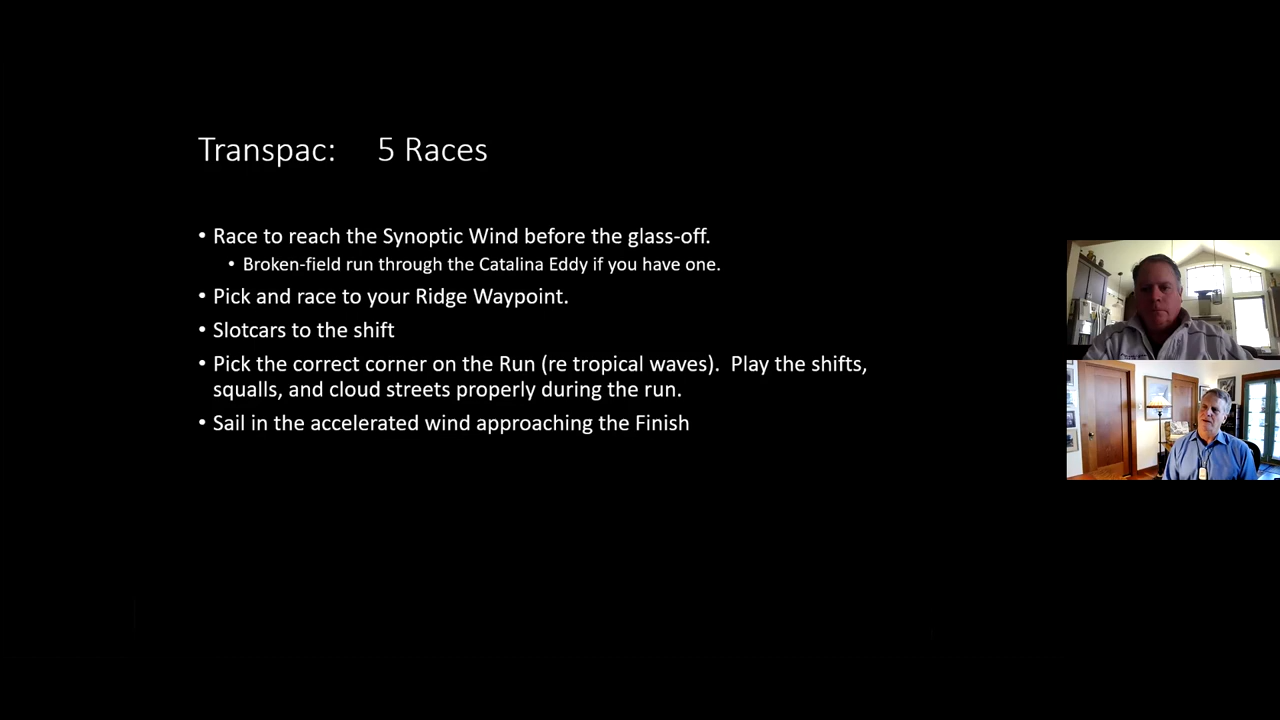 Transpac: 5 Races
• Race to reach the Synoptic Wind before the glass-off.
• Broken-field run through the Catalina Eddy if you have one.
• Pick and race to your Ridge Waypoint.
• Slotcars to the shift
• Pick the correct corner on the Run (re tropical waves). Play the shifts,
squalls, and cloud streets properly during the run.
• Sail in the accelerated wind approaching the Finish